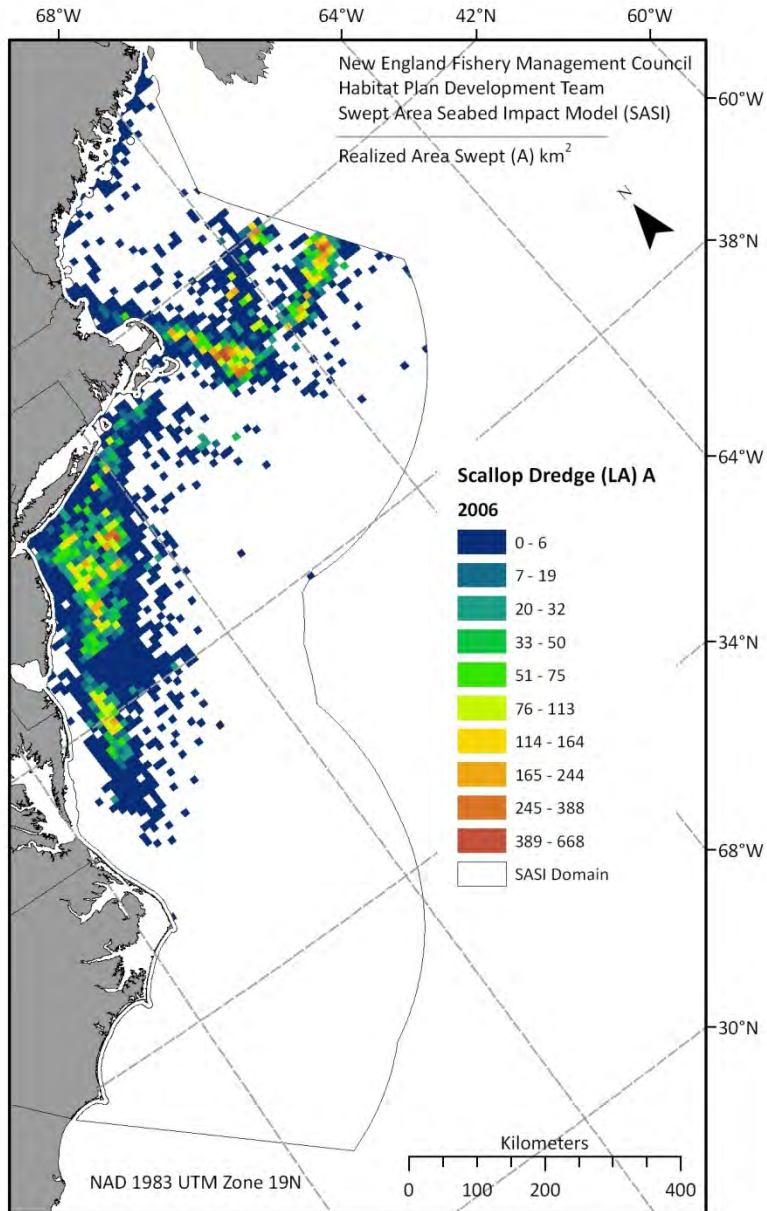 68°W 64°W 42°N 60°W
New England Fishery Management Council
Habitat Plan Development Team
Swept Area Seabed Impact Model (SASI)
Realized Area Swept (A) km²
60°W
N
38°N
64°W
Scallop Dredge (LA) A
2006
0 - 6
7 - 19
20 - 32
33 - 50
34°N
51 - 75
76 - 113
114 - 164
165 - 244
245 - 388
389 - 668
68°W
SASI Domain
30°N
Kilometers
NAD 1983 UTM Zone 19N
0 100 200 400